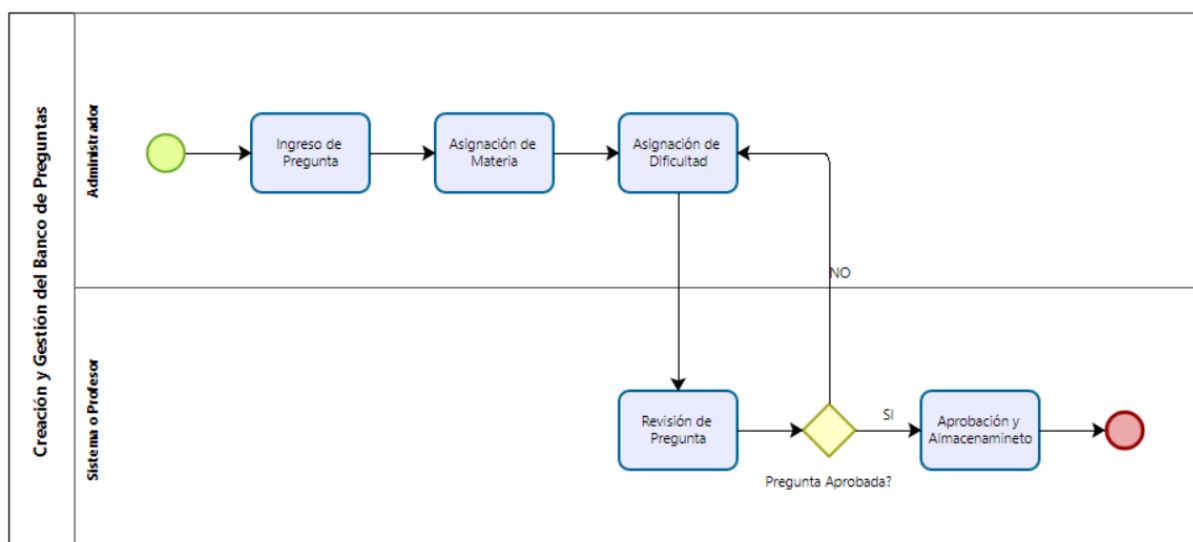 Creación y Gestión del Banco de Preguntas
Administrador
Ingreso de
Pregunta
Asignación de
Materia
Asignación de
Dificultad
NO
Sistema o Profesor
Revisión de
Pregunta
SI
Pregunta Aprobada?
Aprobación y
Almacenamineto